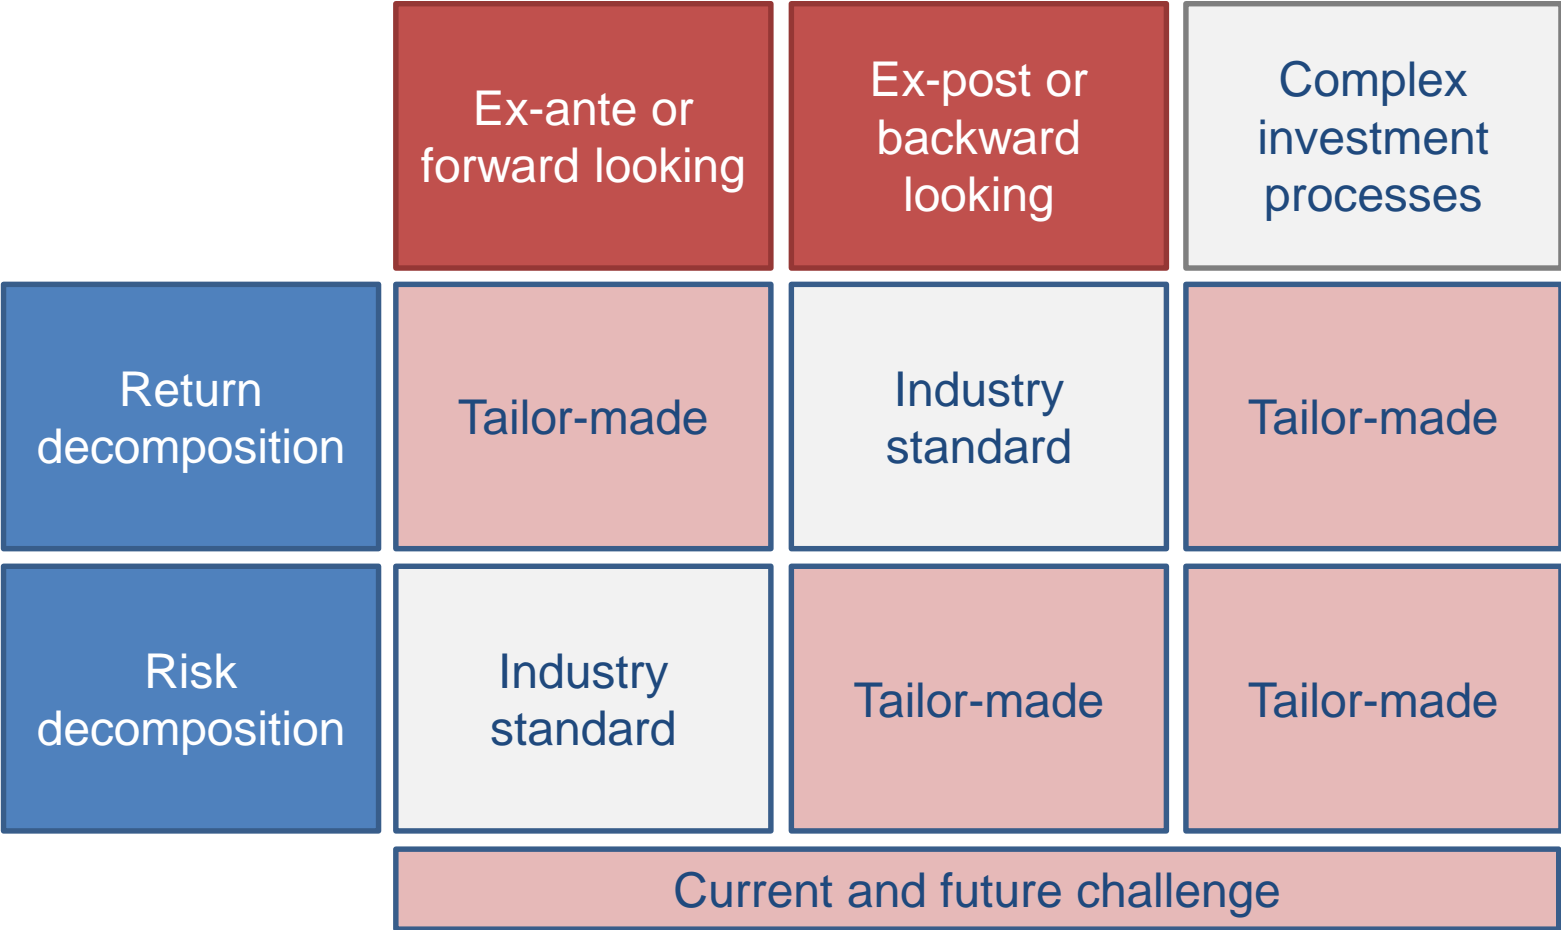 Ex-ante or
forward looking
Ex-post or
backward
looking
Complex
investment
processes
Return
decomposition
Tailor-made
Industry
standard
Tailor-made
Risk
decomposition
Industry
standard
Tailor-made
Tailor-made
Current and future challenge